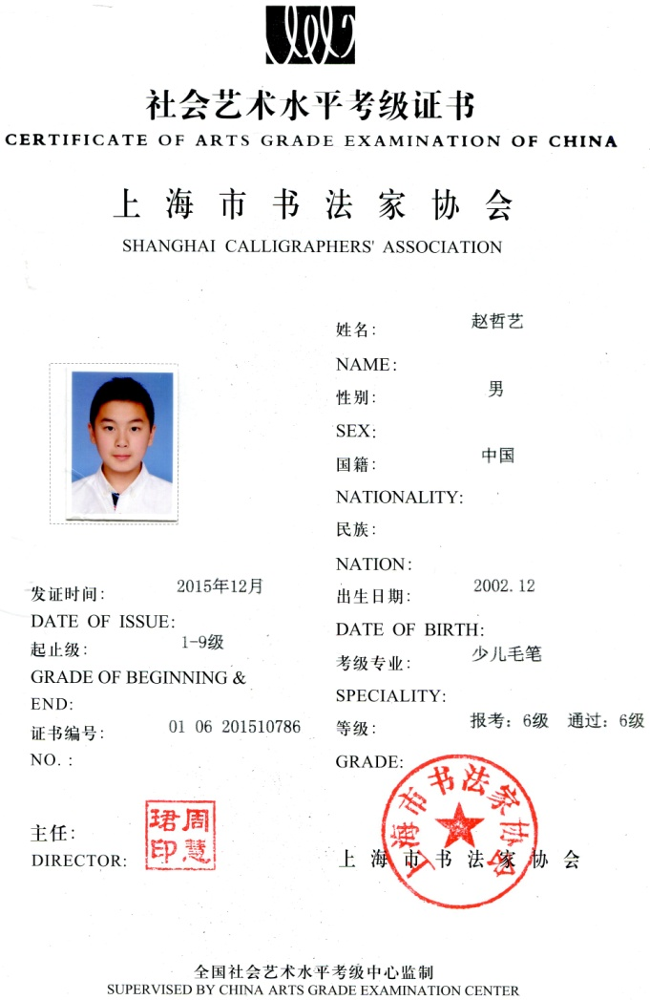 社会艺术水平考级证书
CERTIFICATE OF ARTS GRADE EXAMINATION OF CHINA
上海市书法家协会
SHANGHAI CALLIGRAPHERS' ASSOCIATION
姓名: 赵哲艺
NAME:
性别: 男
SEX:
国籍: 中国
NATIONALITY:
民族:
NATION:
出生日期: 2002.12
DATE OF BIRTH:
考级专业: 少儿毛笔
SPECIALITY:
等级: 报考：6级 通过：6级
GRADE:
发证时间: 2015年12月
DATE OF ISSUE:
起止级: 1-9级
GRADE OF BEGINNING &
END:
证书编号: 01 06 201510786
NO. :
主任:
DIRECTOR:
周慧
珺印
上海市书法家协会
上海市书法家协会
全国社会艺术水平考级中心监制
SUPERVISED BY CHINA ARTS GRADE EXAMINATION CENTER